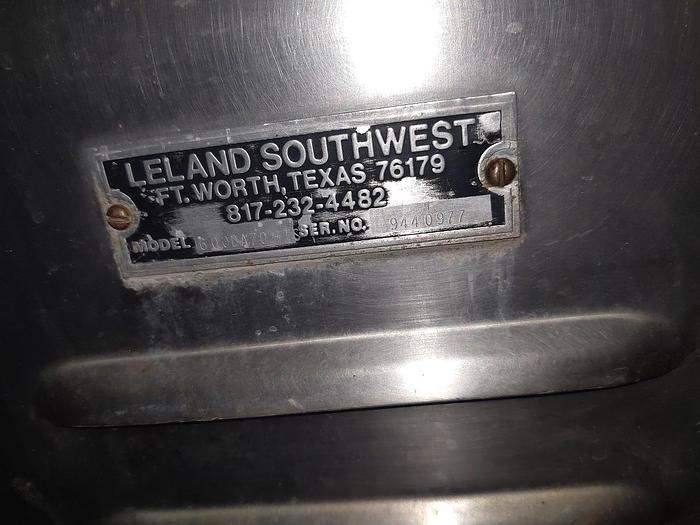 LELAND SOUTHWEST
FT. WORTH, TEXAS 76179
817-232-4482
MODEL SER. NO. 9440977